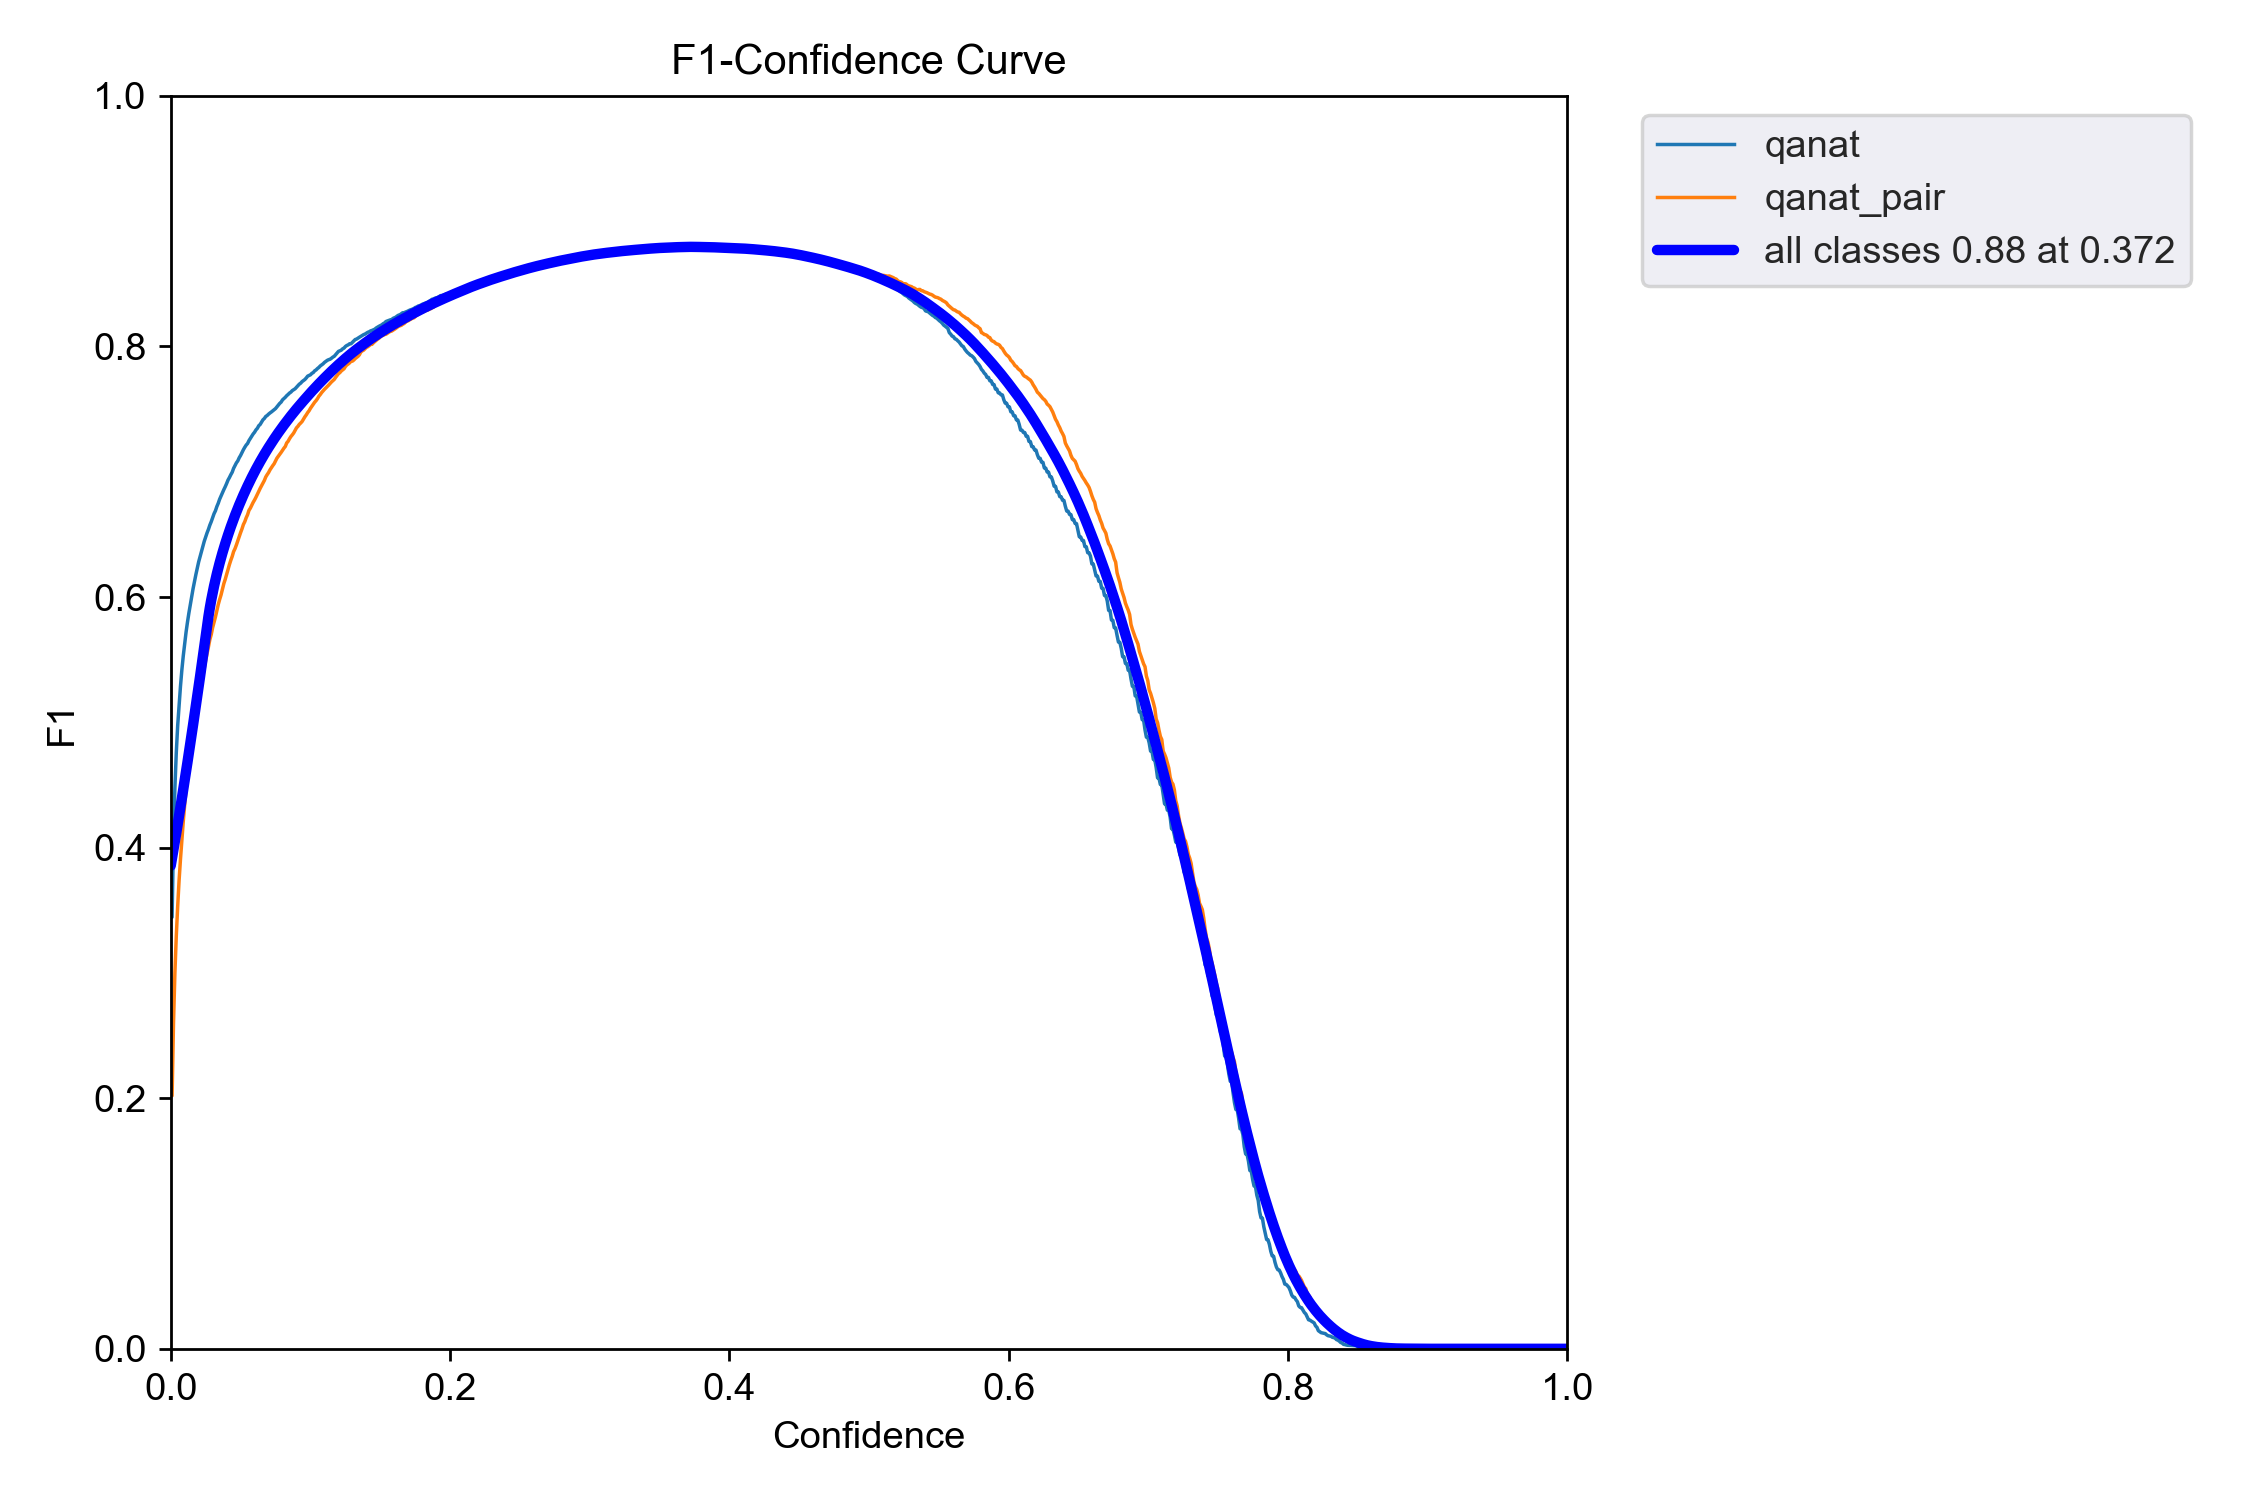 F1-Confidence Curve
1.0
0.8
0.6
0.4
0.2
0.0
F1
0.0 0.2 0.4 0.6 0.8 1.0
Confidence
qanat
qanat_pair
all classes 0.88 at 0.372